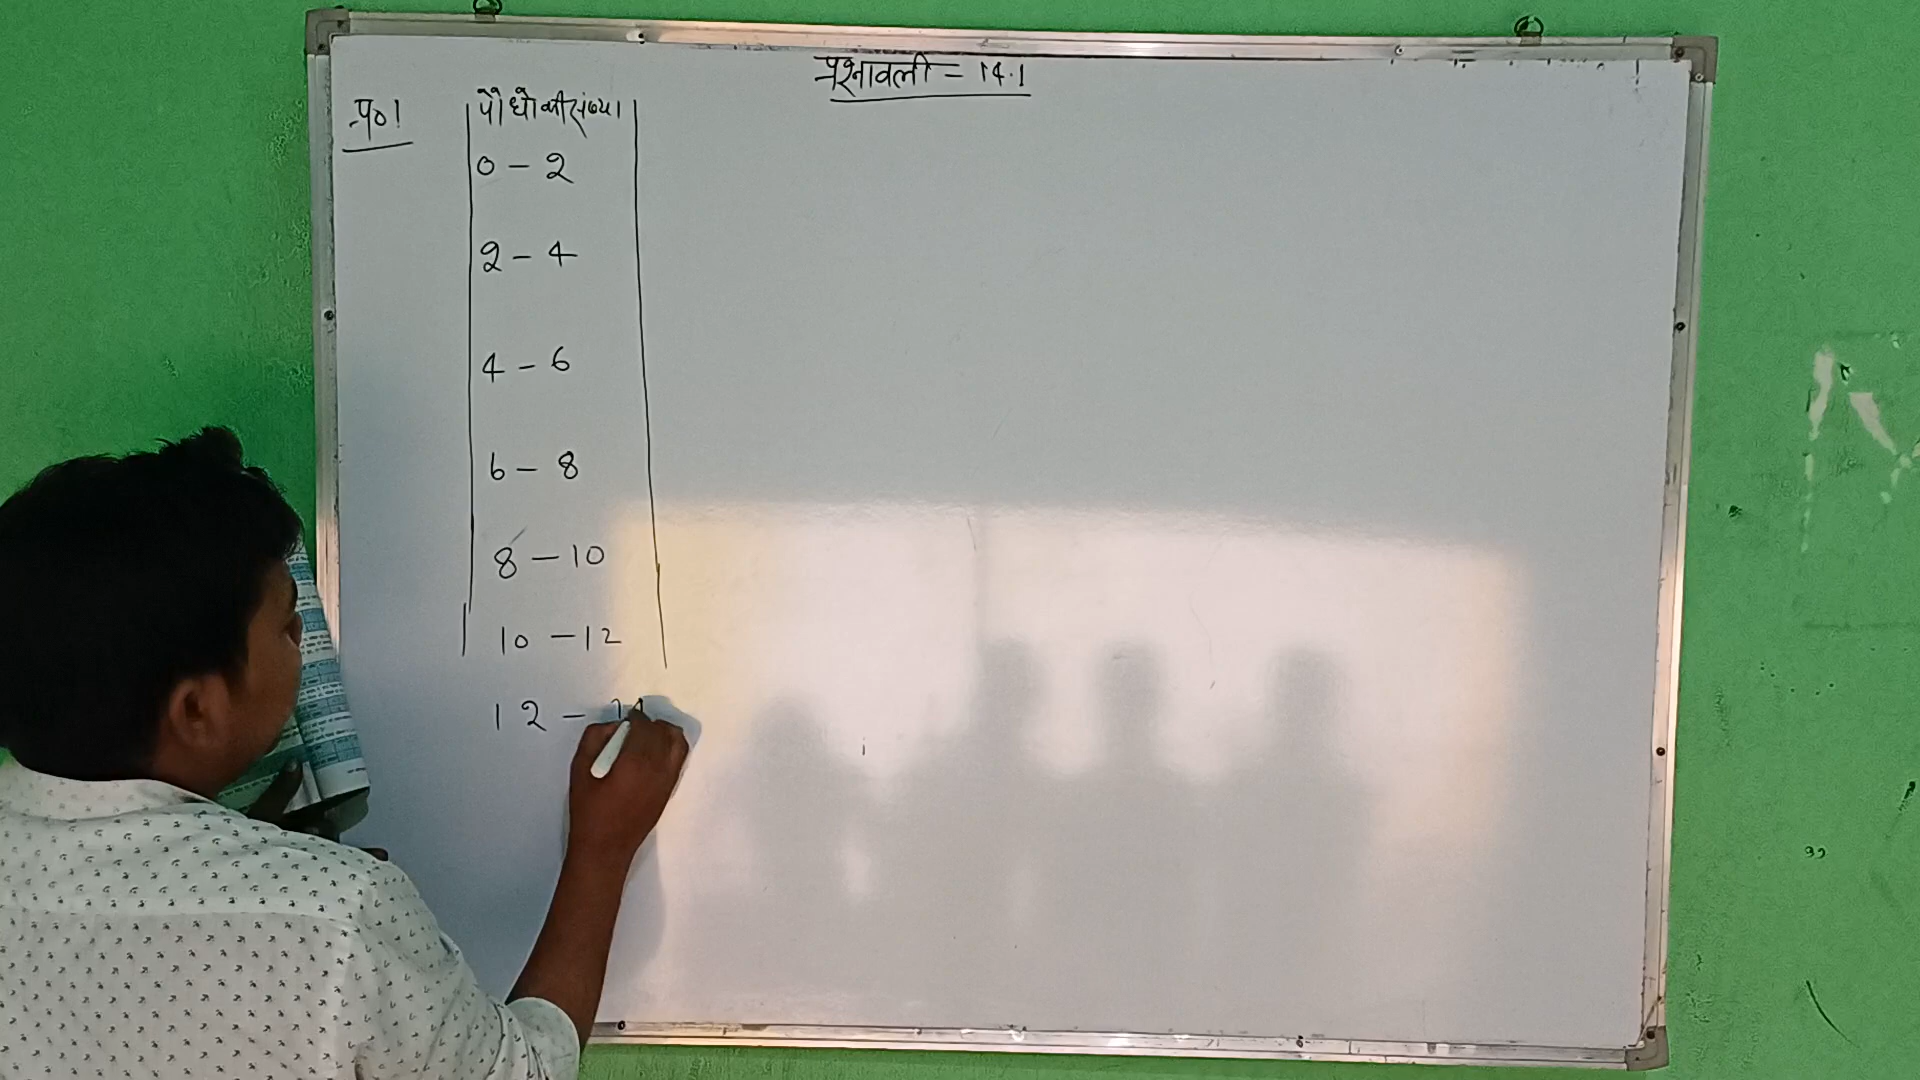 प्रश्नावली - 14.1
प्र० 1
पौधों की संख्या
0 - 2
2 - 4
4 - 6
6 - 8
8 - 10
10 - 12
12 - 14